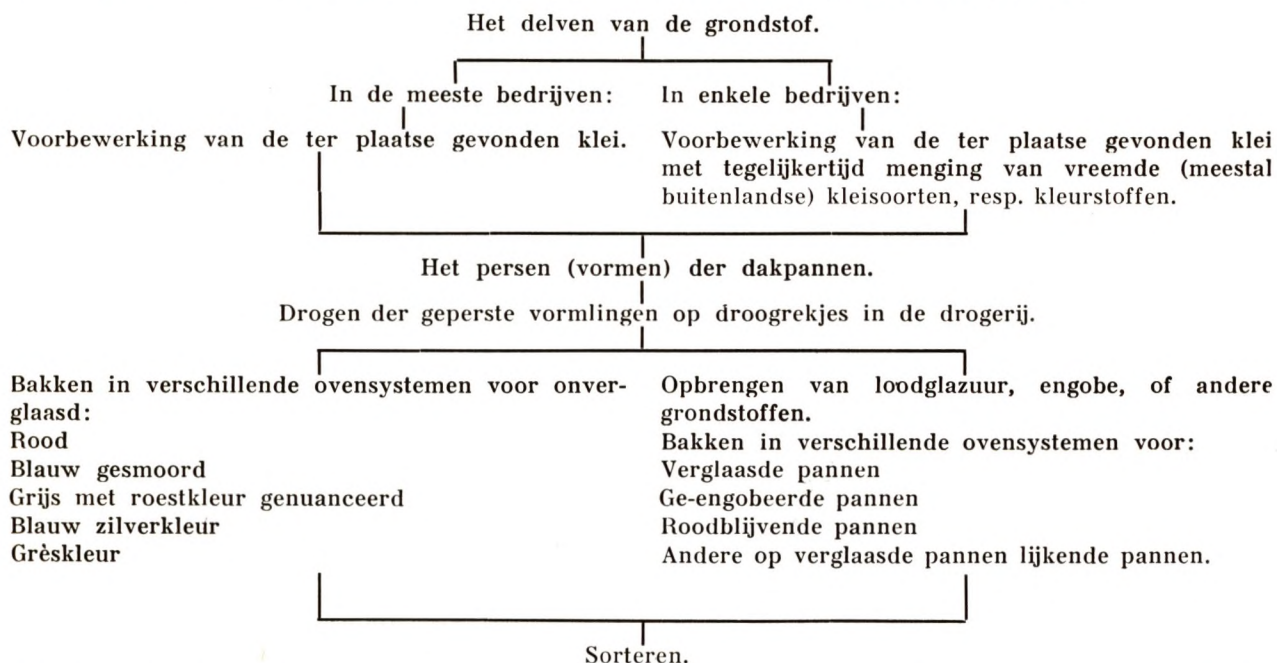 Het delven van de grondstof.
In de meeste bedrijven:
Voorbewerking van de ter plaatse gevonden klei.
In enkele bedrijven:
Voorbewerking van de ter plaatse gevonden klei
met tegelijkertijd menging van vreemde (meestal
buitenlandse) kleisoorten, resp. kleurstoffen.
Het persen (vormen) der dakpannen.
Drogen der geperste vormlingen op droogrekjes in de drogerij.
Bakken in verschillende ovensystemen voor onver-
glaasd:
Rood
Blauw gesmoord
Grijs met roestkleur genuanceerd
Blauw zilverkleur
Grèskleur
Opbrengen van loodglazuur, engobe, of andere
grondstoffen.
Bakken in verschillende ovensystemen voor:
Verglaasde pannen
Ge-engobeerde pannen
Roodblijvende pannen
Andere op verglaasde pannen lijkende pannen.
Sorteren.